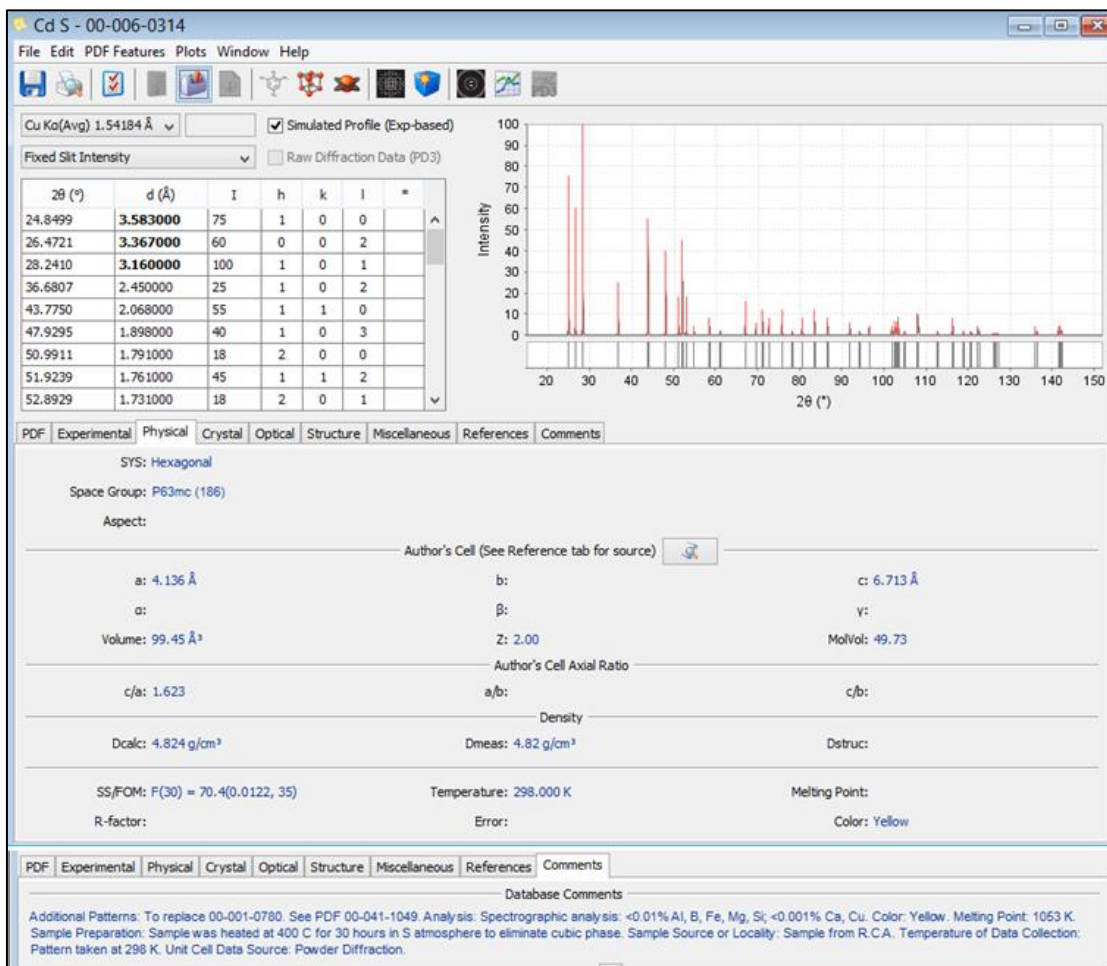 Cd S - 00-006-0314
File Edit PDF Features Plots Window Help
PD3
Cu Kα(Avg) 1.54184 Å
Simulated Profile (Exp-based)
Fixed Slit Intensity
Raw Diffraction Data (PD3)
2θ (°) d (Å) I h k l *
24.8499 3.583000 75 1 0 0
26.4721 3.367000 60 0 0 2
28.2410 3.160000 100 1 0 1
36.6807 2.450000 25 1 0 2
43.7750 2.068000 55 1 1 0
47.9295 1.898000 40 1 0 3
50.9911 1.791000 18 2 0 0
51.9239 1.761000 45 1 1 2
52.8929 1.731000 18 2 0 1
Intensity
100
90
80
70
60
50
40
30
20
10
0
20 30 40 50 60 70 80 90 100 110 120 130 140 150
2θ (°)
PDF Experimental Physical Crystal Optical Structure Miscellaneous References Comments
SYS: Hexagonal
Space Group: P63mc (186)
Aspect:
Author's Cell (See Reference tab for source)
a: 4.136 Å b: c: 6.713 Å
α: β: γ:
Volume: 99.45 Å³ Z: 2.00 MolVol: 49.73
Author's Cell Axial Ratio
c/a: 1.623 a/b: c/b:
Density
Dcalc: 4.824 g/cm³ Dmeas: 4.82 g/cm³ Dstruc:
SS/FOM: F(30) = 70.4(0.0122, 35) Temperature: 298.000 K Melting Point:
R-factor: Error: Color: Yellow
PDF Experimental Physical Crystal Optical Structure Miscellaneous References Comments
Database Comments
Additional Patterns: To replace 00-001-0780. See PDF 00-041-1049. Analysis: Spectrographic analysis: <0.01% Al, B, Fe, Mg, Si; <0.001% Ca, Cu. Color: Yellow. Melting Point: 1053 K.
Sample Preparation: Sample was heated at 400 C for 30 hours in S atmosphere to eliminate cubic phase. Sample Source or Locality: Sample from R.C.A. Temperature of Data Collection:
Pattern taken at 298 K. Unit Cell Data Source: Powder Diffraction.